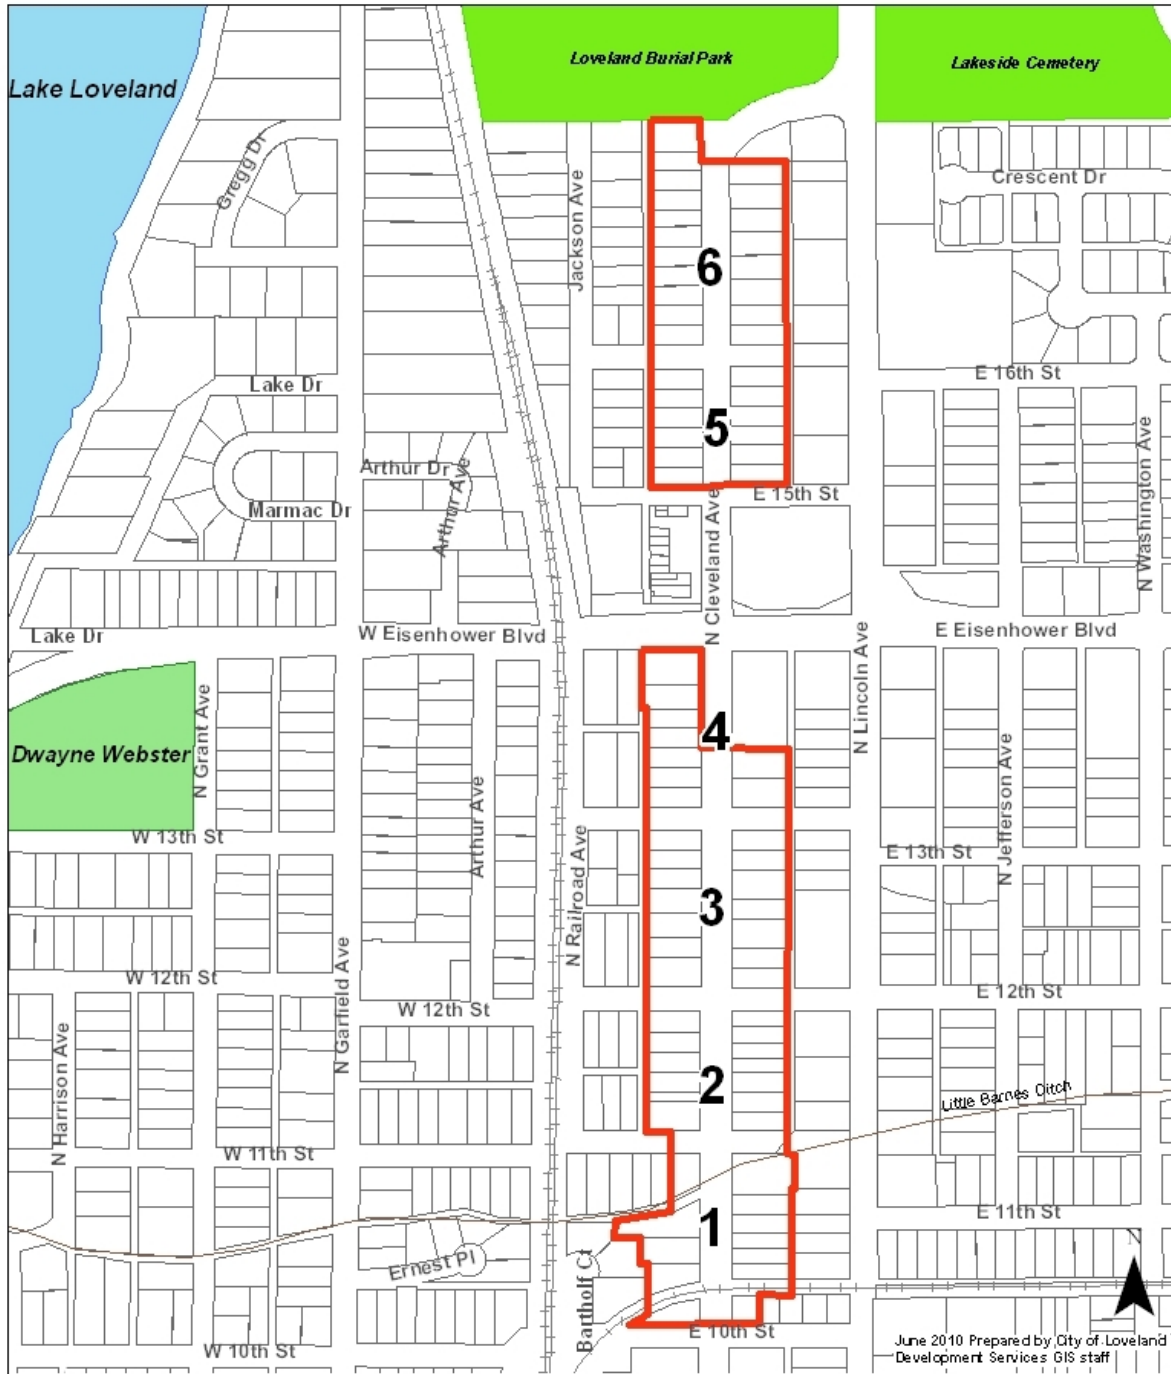 Loveland Burial Park
Lakeside Cemetery
Lake Loveland
Gregg Dr
Crescent Dr
Jackson Ave
6
E 16th St
Lake Dr
5
Arthur Dr
E 15th St
Marmac Dr
Arthur Ave
N Cleveland Ave
N Washington Ave
Lake Dr
W Eisenhower Blvd
E Eisenhower Blvd
N Lincoln Ave
4
Dwayne Webster
N Grant Ave
N Jefferson Ave
Arthur Ave
W 13th St
E 13th St
N Railroad Ave
3
W 12th St
N Garfield Ave
W 12th St
E 12th St
N Harrison Ave
2
Little Barnes Ditch
W 11th St
E 11th St
1
N
Ernest Pl
Bartholf Ct
E 10th St
W 10th St
June 2010 Prepared by City of Loveland
Development Services GIS staff